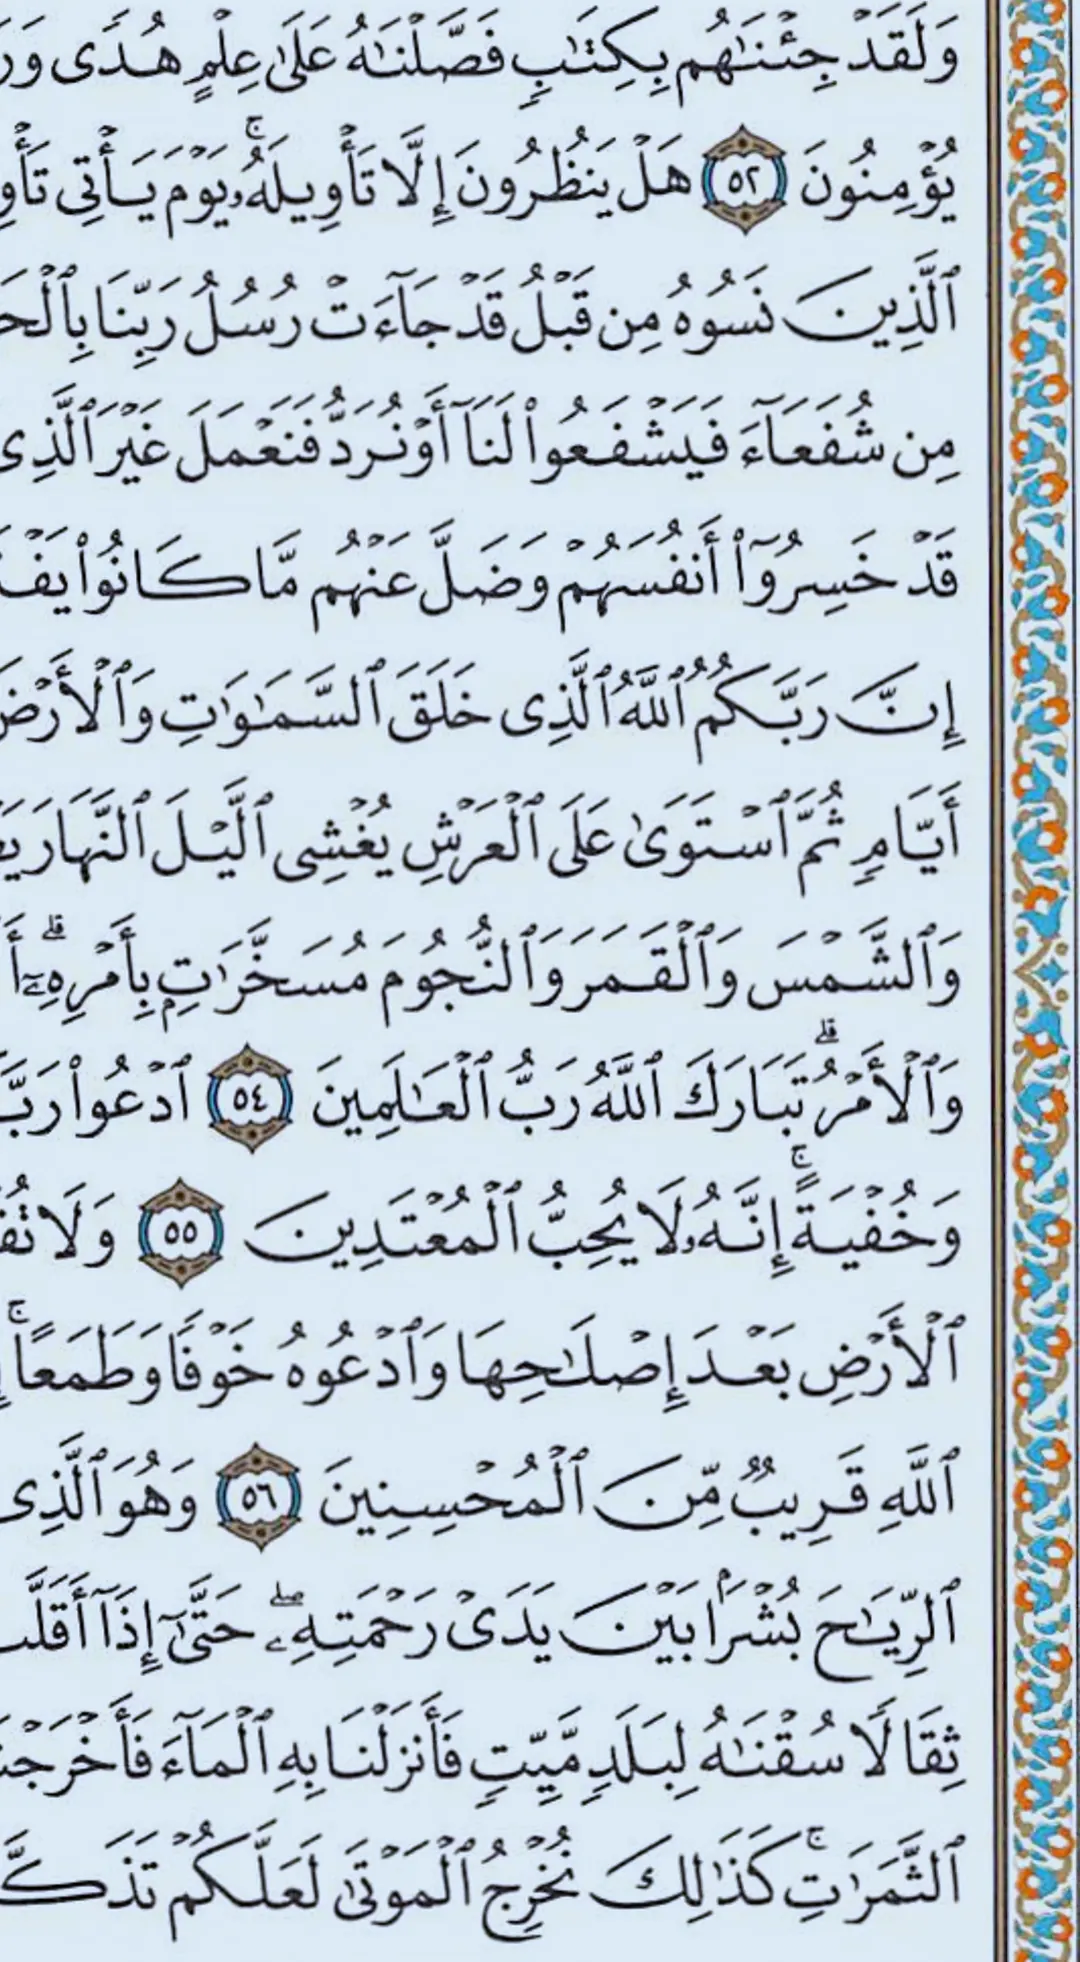 وَلَقَدۡ جِئۡنَٰهُم بِكِتَٰبٖ فَصَّلۡنَٰهُ عَلَىٰ عِلۡمٍ هُدٗى وَرَ
يُؤۡمِنُونَ ٥٢ هَلۡ يَنظُرُونَ إِلَّا تَأۡوِيلَهُۥۚ يَوۡمَ يَأۡتِي تَأۡوِ
ٱلَّذِينَ نَسُوهُ مِن قَبۡلُ قَدۡ جَآءَتۡ رُسُلُ رَبِّنَا بِٱلۡحَ
مِن شُفَعَآءَ فَيَشۡفَعُواْ لَنَآ أَوۡ نُرَدُّ فَنَعۡمَلَ غَيۡرَ ٱلَّذِي
قَدۡ خَسِرُوٓاْ أَنفُسَهُمۡ وَضَلَّ عَنۡهُم مَّا كَانُواْ يَفۡ
إِنَّ رَبَّكُمُ ٱللَّهُ ٱلَّذِي خَلَقَ ٱلسَّمَٰوَٰتِ وَٱلۡأَرۡضَ
أَيَّامٖ ثُمَّ ٱسۡتَوَىٰ عَلَى ٱلۡعَرۡشِۖ يُغۡشِي ٱلَّيۡلَ ٱلنَّهَارَ يَ
وَٱلشَّمۡسَ وَٱلۡقَمَرَ وَٱلنُّجُومَ مُسَخَّرَٰتِۭ بِأَمۡرِهِۦٓۗ أَ
وَٱلۡأَمۡرُۗ تَبَارَكَ ٱللَّهُ رَبُّ ٱلۡعَٰلَمِينَ ٥٤ ٱدۡعُواْ رَبَّ
وَخُفۡيَةًۚ إِنَّهُۥ لَا يُحِبُّ ٱلۡمُعۡتَدِينَ ٥٥ وَلَا تُفۡ
ٱلۡأَرۡضِ بَعۡدَ إِصۡلَٰحِهَا وَٱدۡعُوهُ خَوۡفٗا وَطَمَعًاۚ إِ
ٱللَّهِ قَرِيبٞ مِّنَ ٱلۡمُحۡسِنِينَ ٥٦ وَهُوَ ٱلَّذِي
ٱلرِّيَٰحَ بُشۡرَۢا بَيۡنَ يَدَيۡ رَحۡمَتِهِۦۖ حَتَّىٰٓ إِذَآ أَقَلَّ
ثِقَالٗا سُقۡنَٰهُ لِبَلَدٖ مَّيِّتٖ فَأَنزَلۡنَا بِهِ ٱلۡمَآءَ فَأَخۡرَجۡنَ
ٱلثَّمَرَٰتِۚ كَذَٰلِكَ نُخۡرِجُ ٱلۡمَوۡتَىٰ لَعَلَّكُمۡ تَذَكَّ